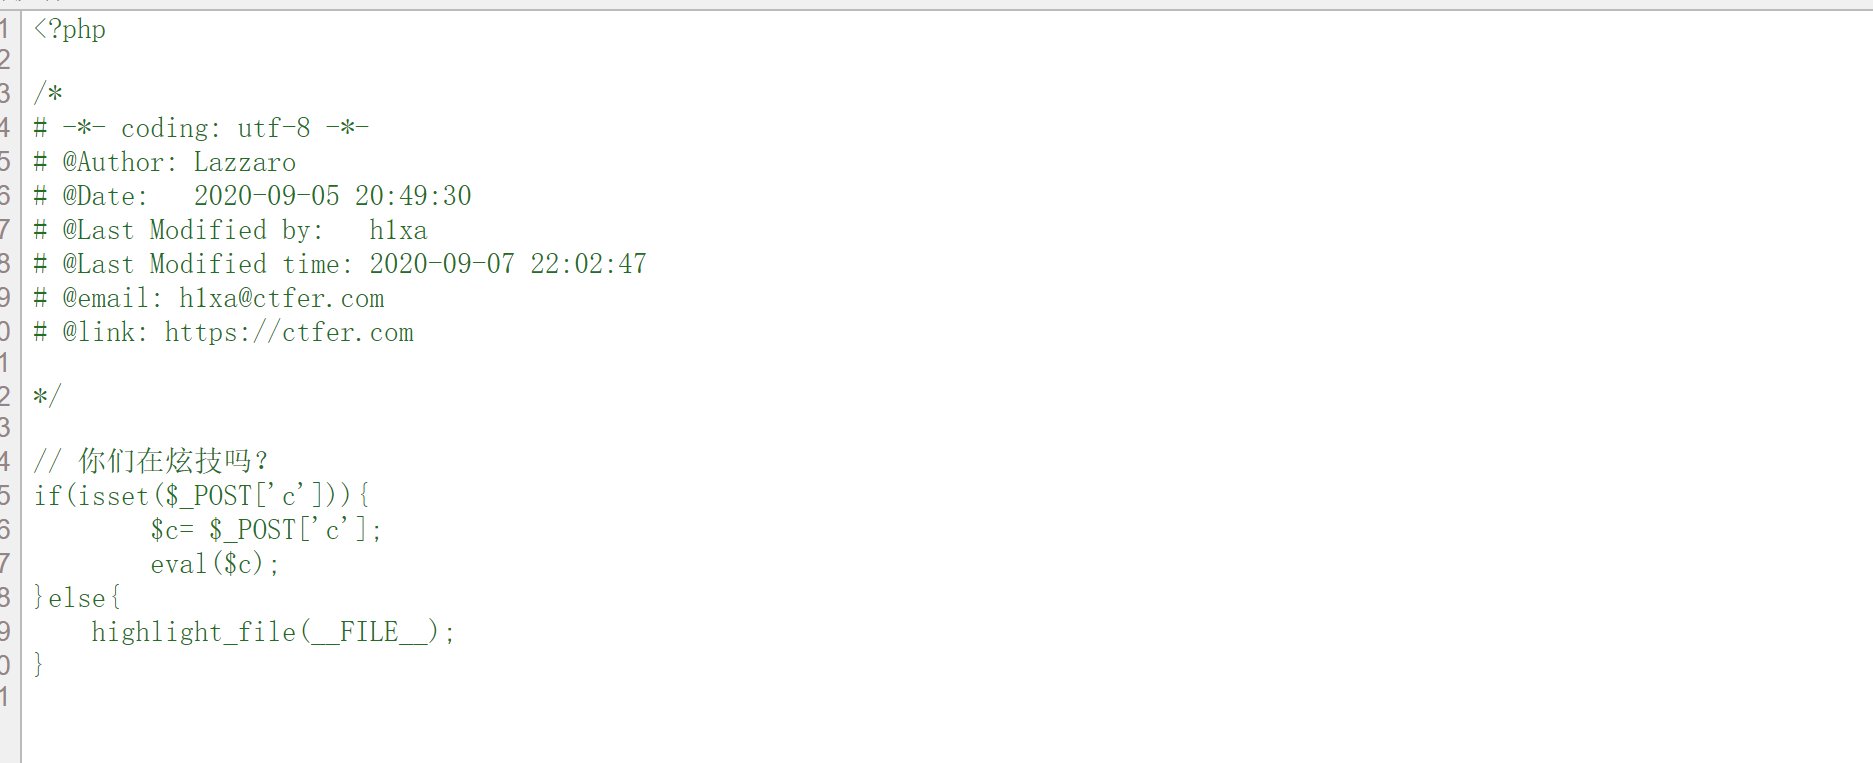 1 <?php
2
3 /*
4 # -*- coding: utf-8 -*-
5 # @Author: Lazzaro
6 # @Date:   2020-09-05 20:49:30
7 # @Last Modified by:   h1xa
8 # @Last Modified time: 2020-09-07 22:02:47
9 # @email: h1xa@ctfer.com
0 # @link: https://ctfer.com
1
2 */
3
4 // 你们在炫技吗?
5 if(isset($_POST['c'])){
6         $c= $_POST['c'];
7         eval($c);
8 }else{
9     highlight_file(__FILE__);
0 }
1